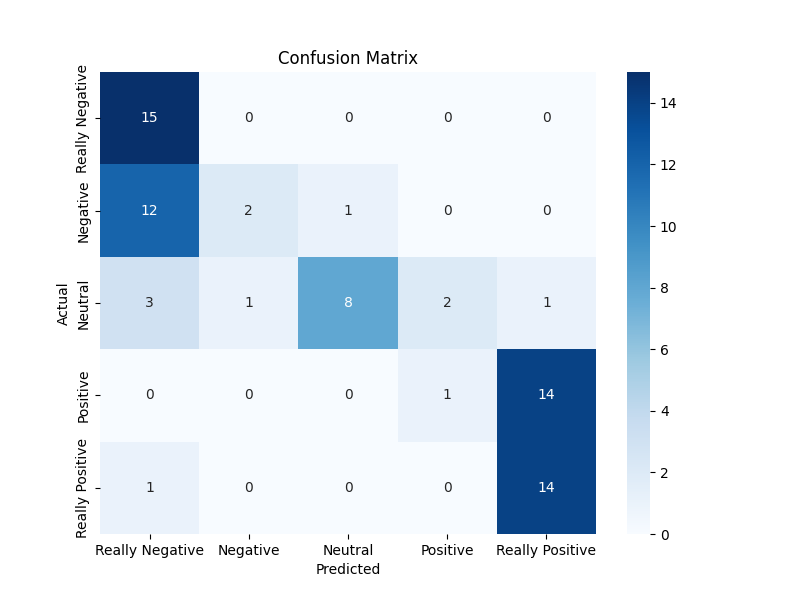 Confusion Matrix
Actual
Really Negative
15 0 0 0 0
Negative
12 2 1 0 0
Neutral
3 1 8 2 1
Positive
0 0 0 1 14
Really Positive
1 0 0 0 14
Really Negative Negative Neutral Positive Really Positive
Predicted
14
12
10
8
6
4
2
0